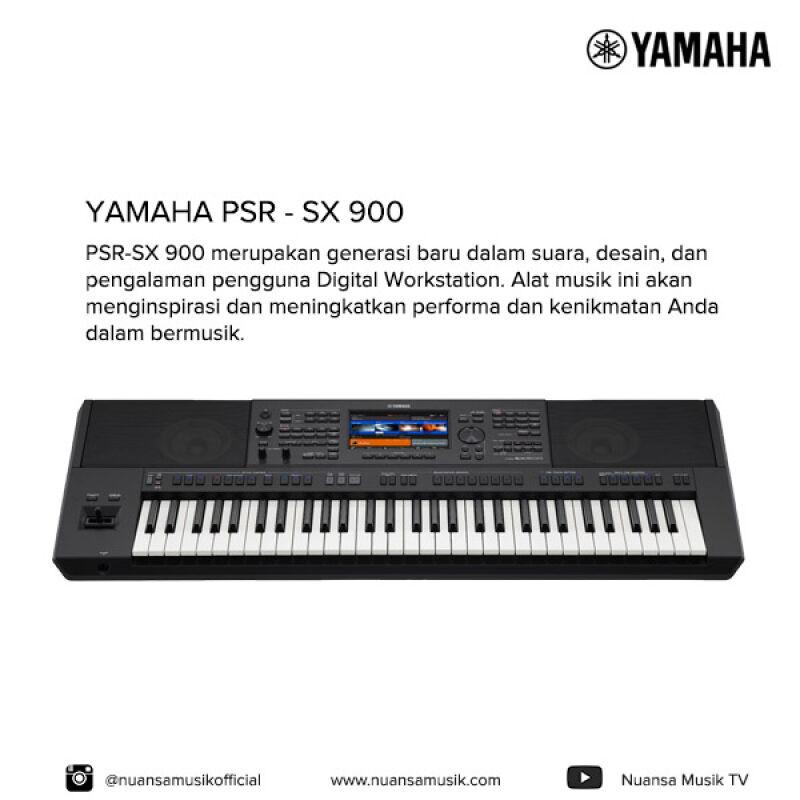 YAMAHA
YAMAHA PSR - SX 900
PSR-SX 900 merupakan generasi baru dalam suara, desain, dan
pengalaman pengguna Digital Workstation. Alat musik ini akan
menginspirasi dan meningkatkan performa dan kenikmatan Anda
dalam bermusik.
YAMAHA
@nuansamusikofficial
www.nuansamusik.com
Nuansa Musik TV